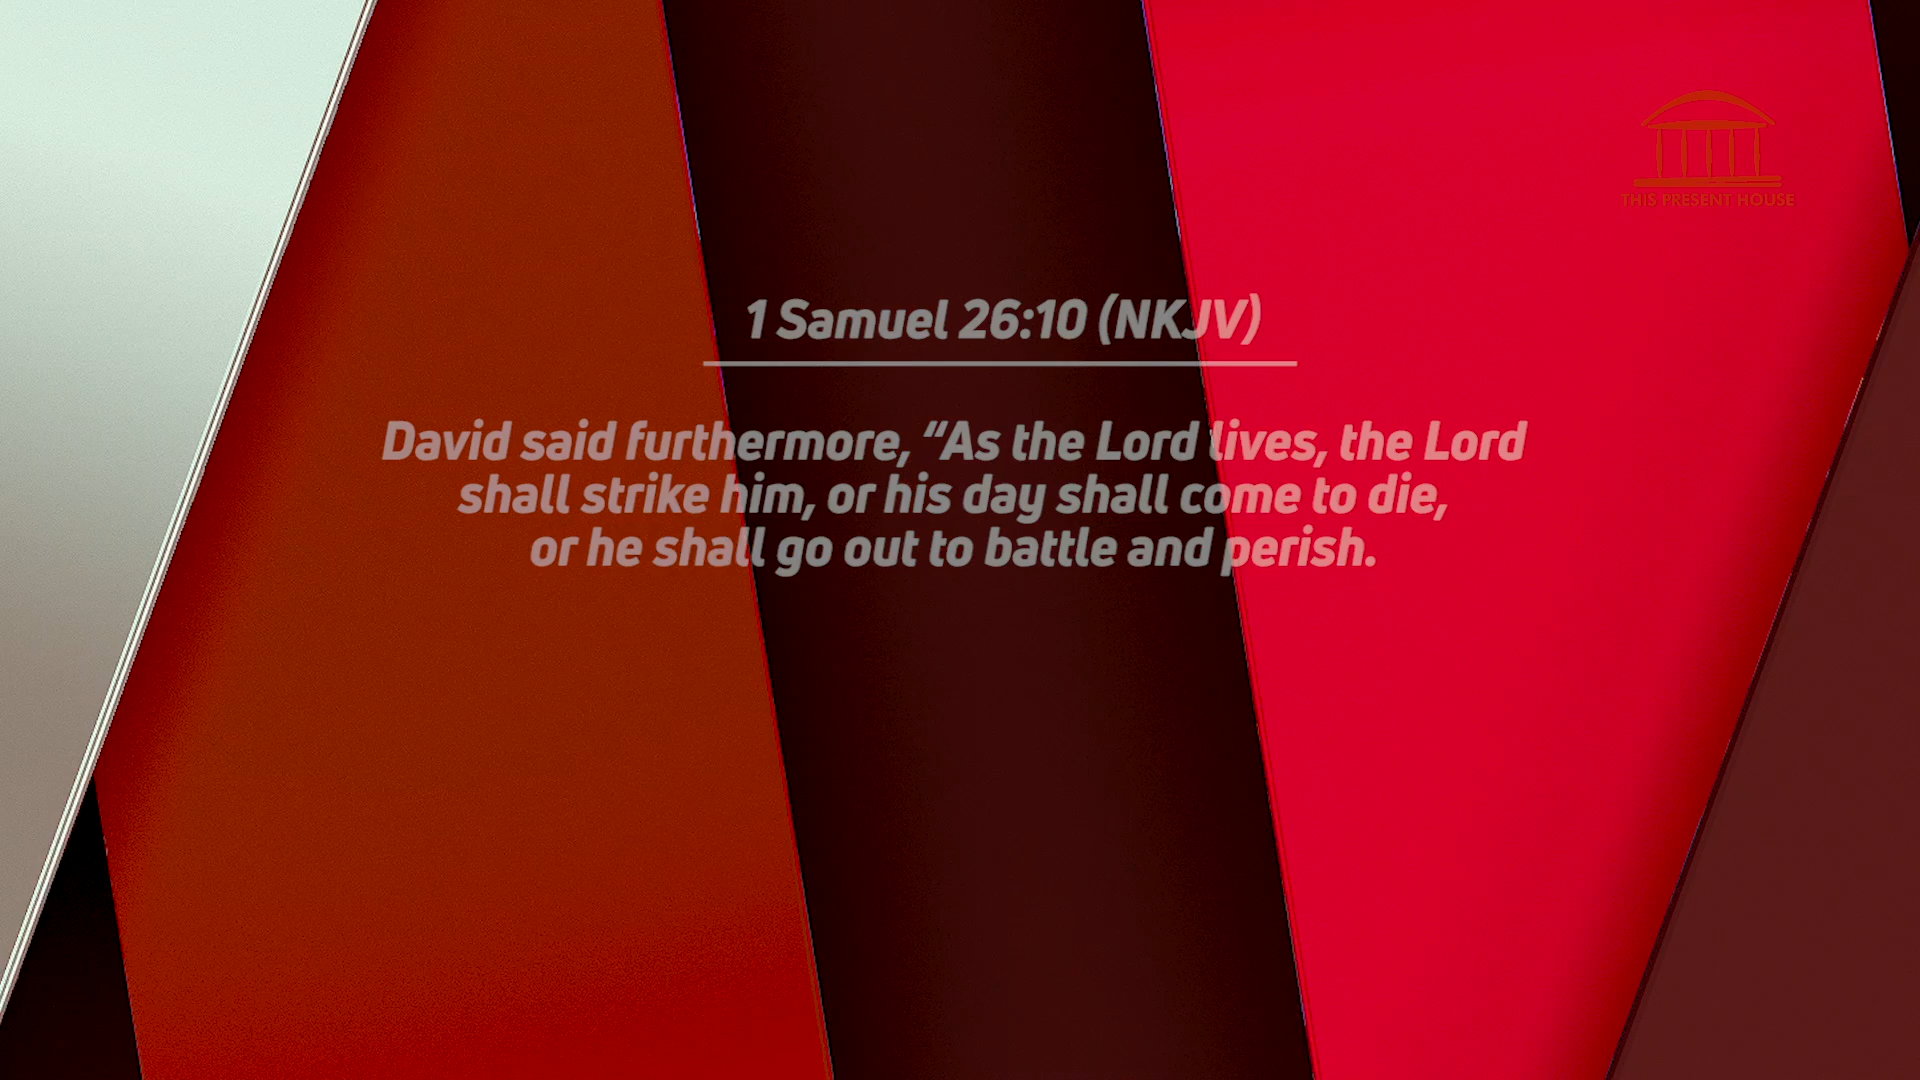 THIS PRESENT HOUSE
1 Samuel 26:10 (NKJV)
David said furthermore, “As the Lord lives, the Lord
shall strike him, or his day shall come to die,
or he shall go out to battle and perish.